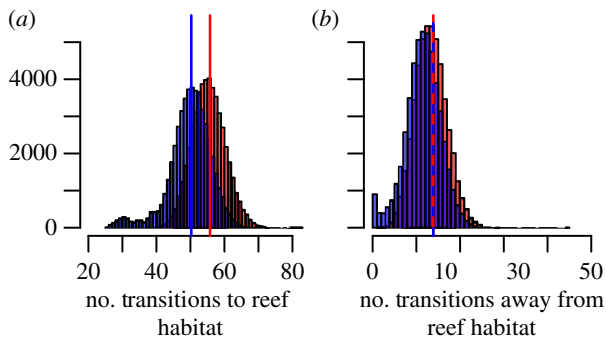 (a)
4000
2000
0
20 40 60 80
no. transitions to reef
habitat
(b)
0 10 30 50
no. transitions away from
reef habitat